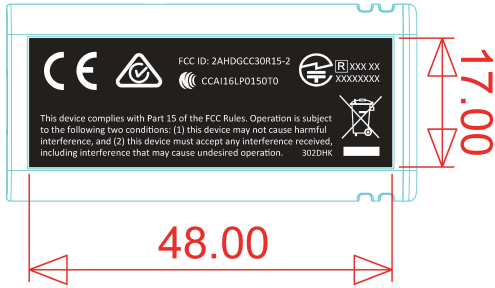 CE
FCC ID: 2AHDGCC30R15-2
CCAI16LP0150T0
R XXX XX
XXXXXXXX
This device complies with Part 15 of the FCC Rules. Operation is subject
to the following two conditions: (1) this device may not cause harmful
interference, and (2) this device must accept any interference received,
including interference that may cause undesired operation.
302DHK
17.00
48.00